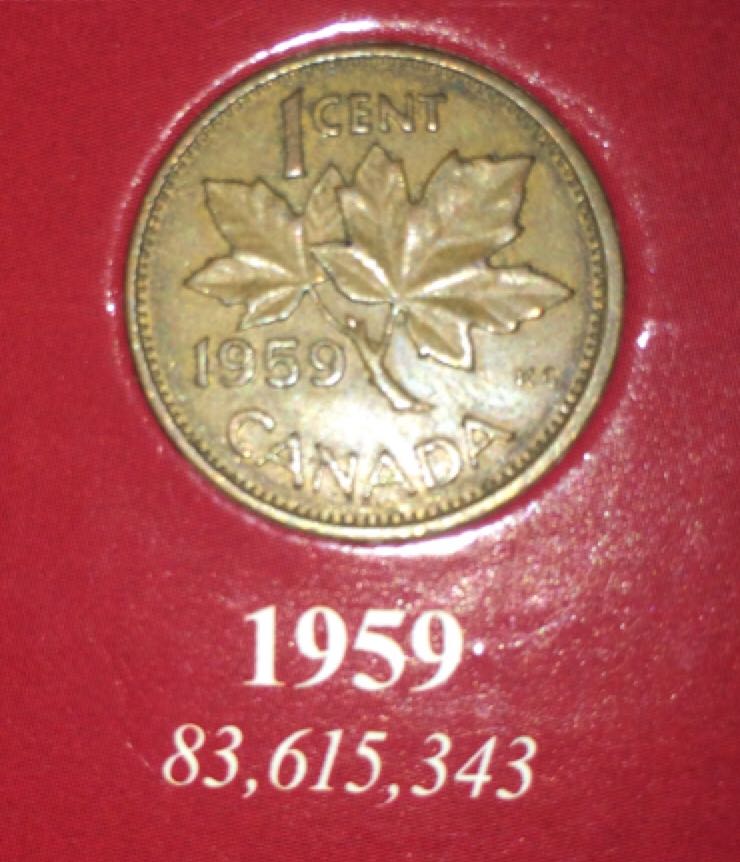 1 CENT
1959
K G
CANADA
1959
83,615,343